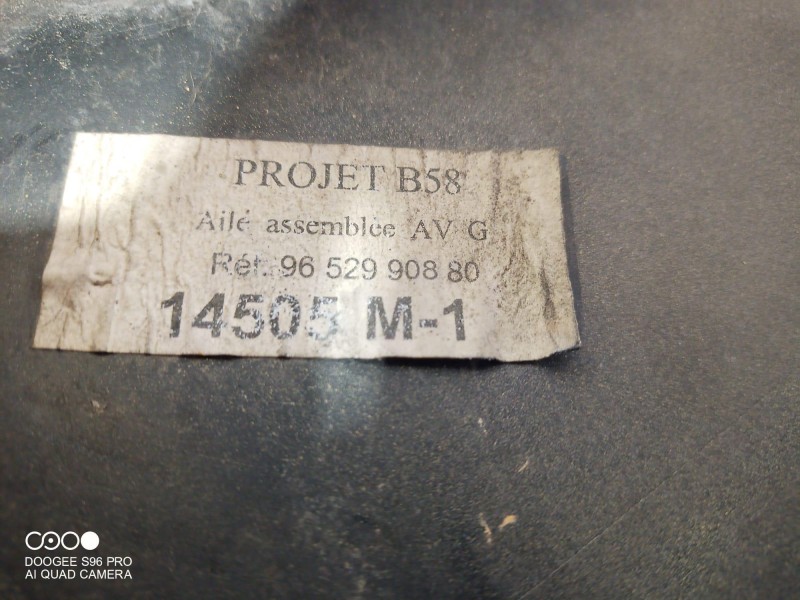 PROJET B58
Ailé assemblée AV G
Réf. 96 529 908 80
14505 M-1
DOOGEE S96 PRO
AI QUAD CAMERA